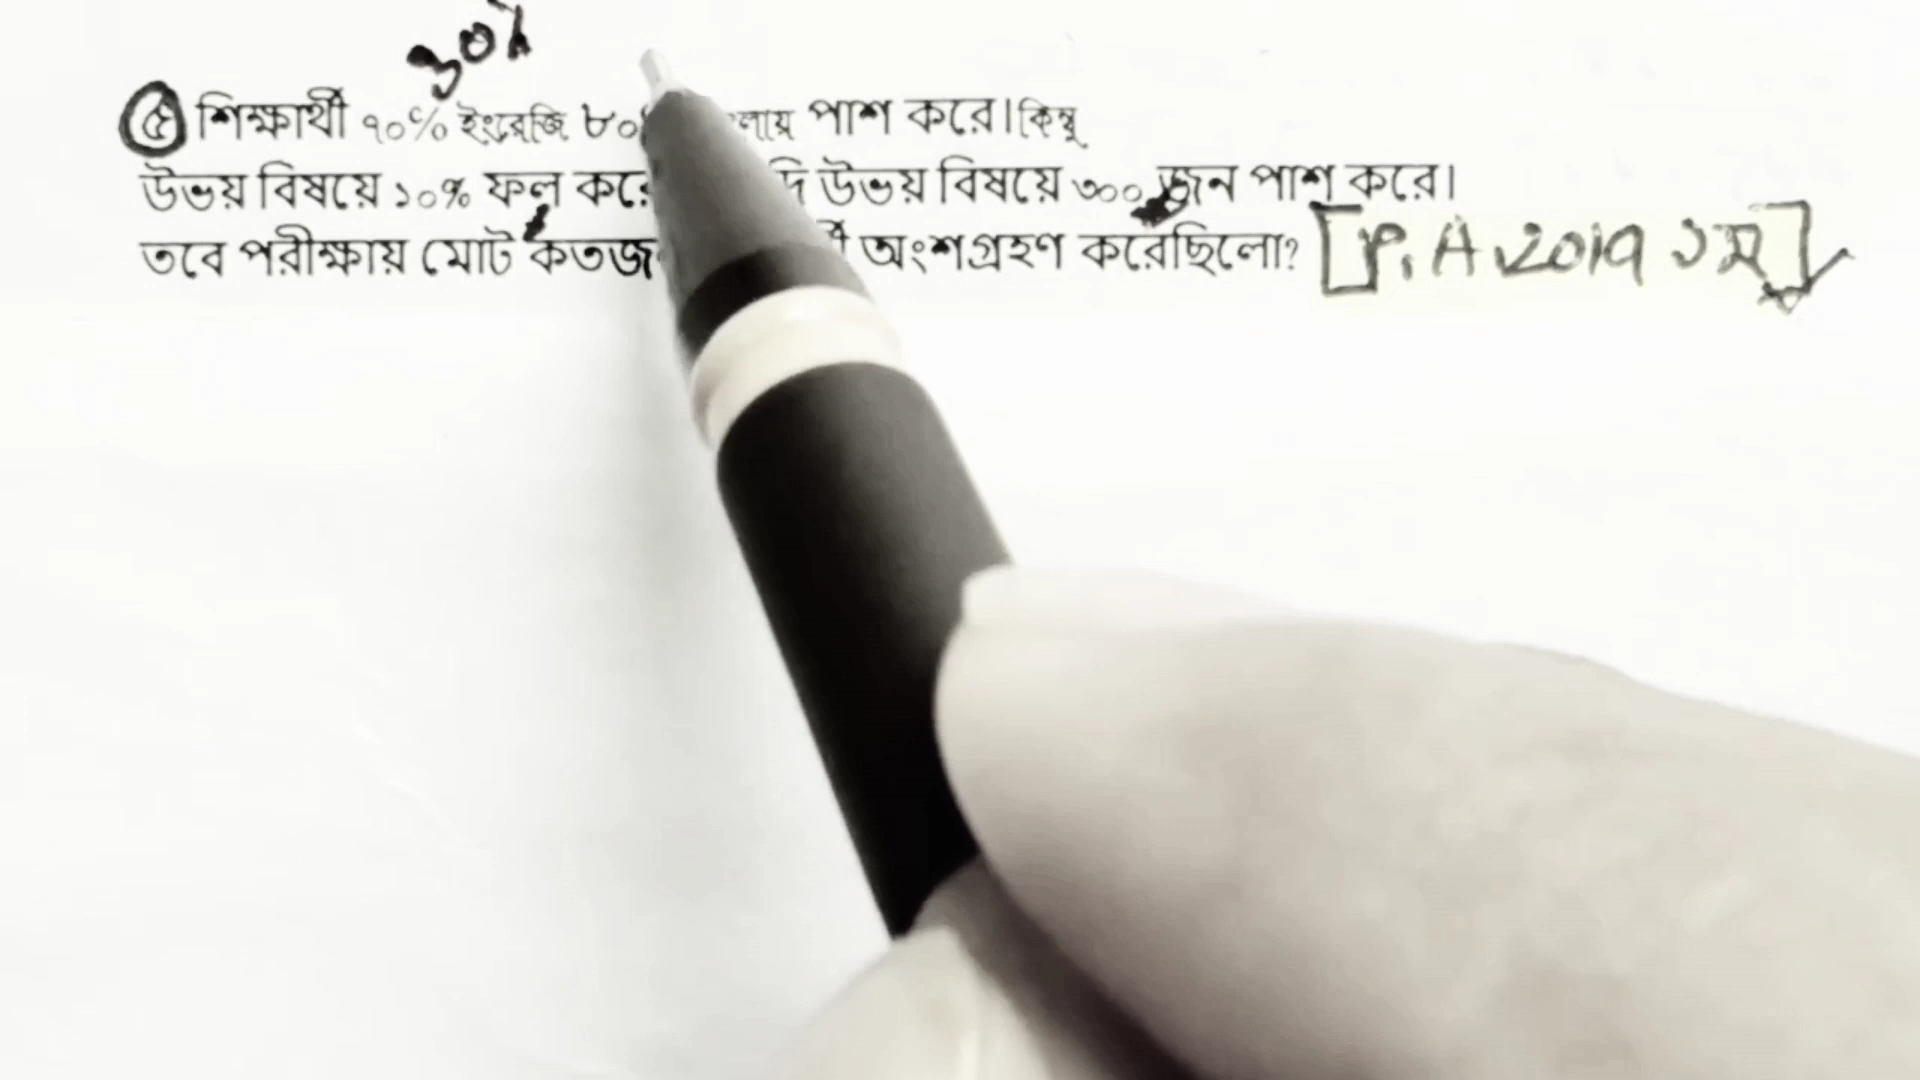 30%
৫ শিক্ষার্থী ৭০% ইংরেজি ৮০ পাশ করে। কিন্তু
উভয় বিষয়ে ১০% ফল করে উভয় বিষয়ে ৩০০ জন পাশ করে।
তবে পরীক্ষায় মোট অংশগ্রহণ করেছিলো? [P.A.2019 ১ম]